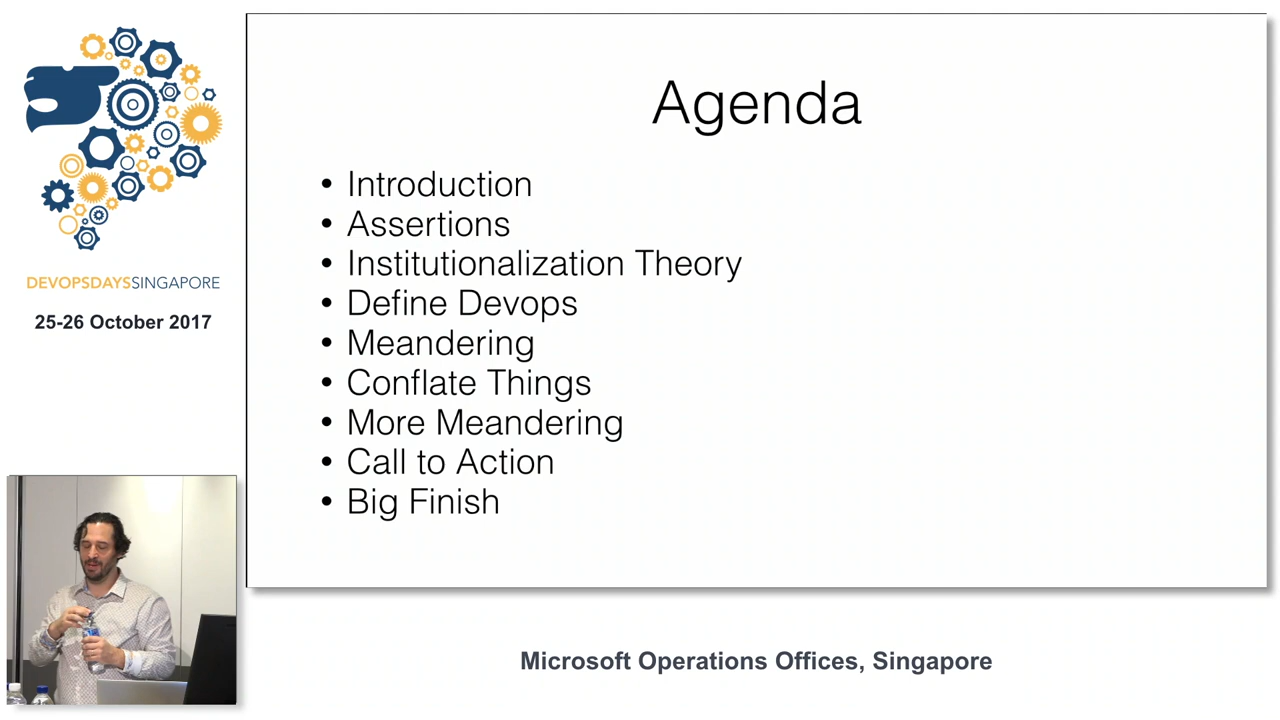 DEVOPSDAYSSINGAPORE
25-26 October 2017
Agenda
• Introduction
• Assertions
• Institutionalization Theory
• Define Devops
• Meandering
• Conflate Things
• More Meandering
• Call to Action
• Big Finish
Microsoft Operations Offices, Singapore